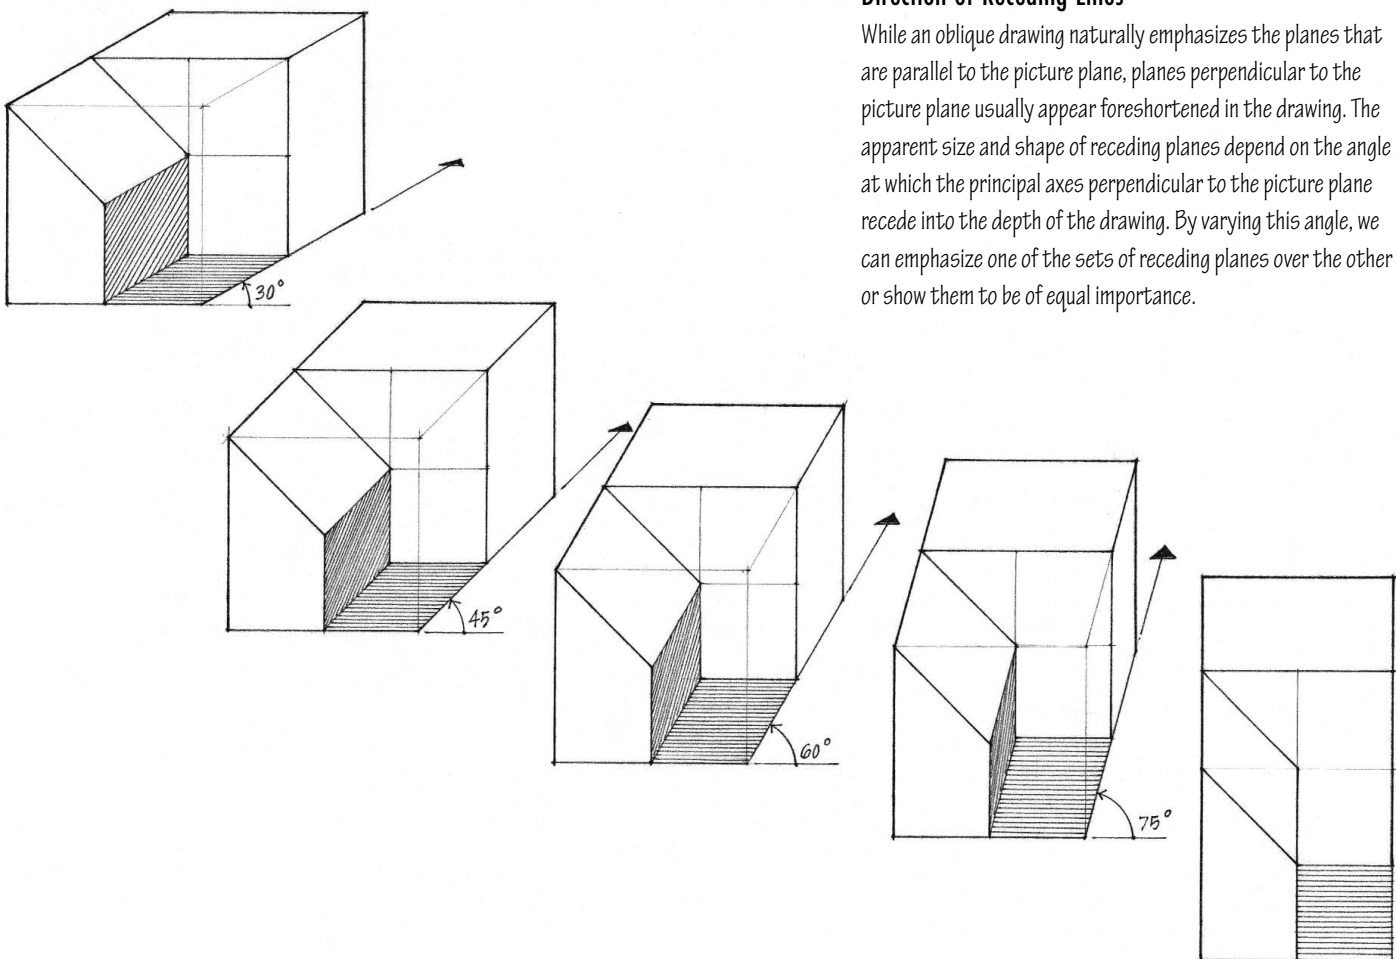 While an oblique drawing naturally emphasizes the planes that
are parallel to the picture plane, planes perpendicular to the
picture plane usually appear foreshortened in the drawing. The
apparent size and shape of receding planes depend on the angle
at which the principal axes perpendicular to the picture plane
recede into the depth of the drawing. By varying this angle, we
can emphasize one of the sets of receding planes over the other
or show them to be of equal importance.
30°
45°
60°
75°